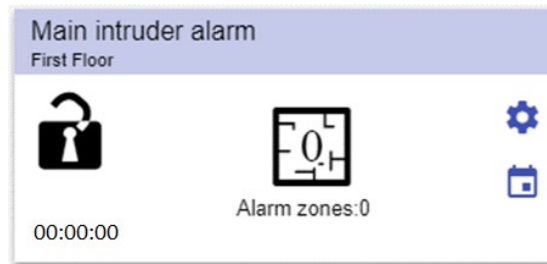 Main intruder alarm
First Floor
0
Alarm zones:0
00:00:00